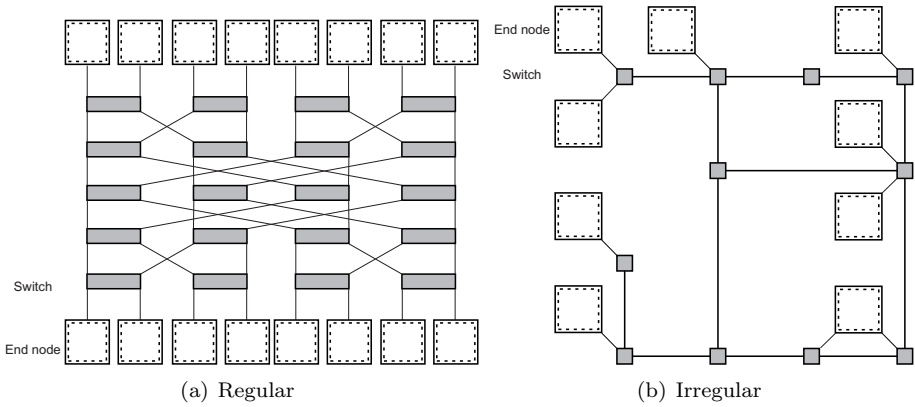 Switch
End node
(a) Regular
End node
Switch
(b) Irregular